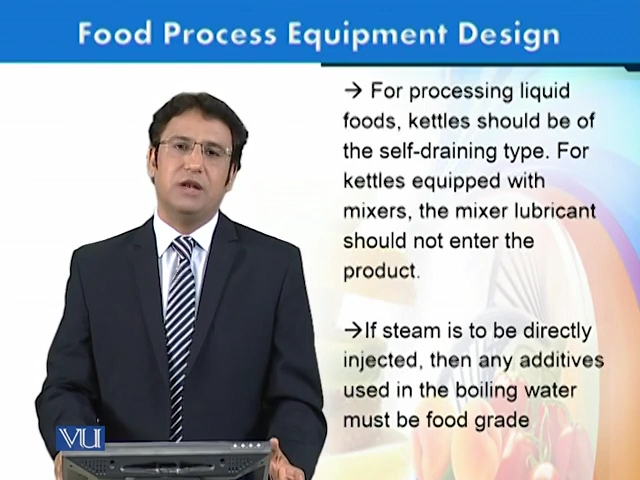 Food Process Equipment Design
→ For processing liquid
foods, kettles should be of
the self-draining type. For
kettles equipped with
mixers, the mixer lubricant
should not enter the
product.
→If steam is to be directly
injected, then any additives
used in the boiling water
must be food grade
VU